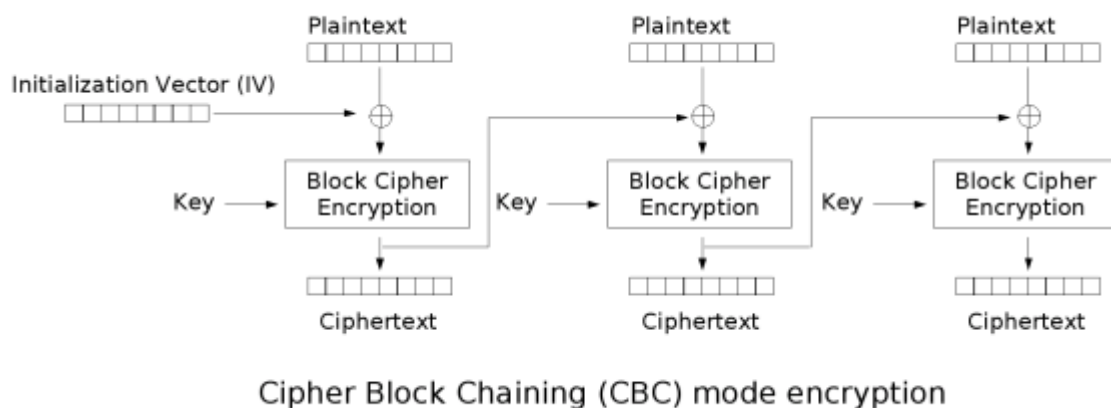 Plaintext
Plaintext
Plaintext
Initialization Vector (IV)
Key
Block Cipher
Encryption
Key
Block Cipher
Encryption
Key
Block Cipher
Encryption
Ciphertext
Ciphertext
Ciphertext
Cipher Block Chaining (CBC) mode encryption